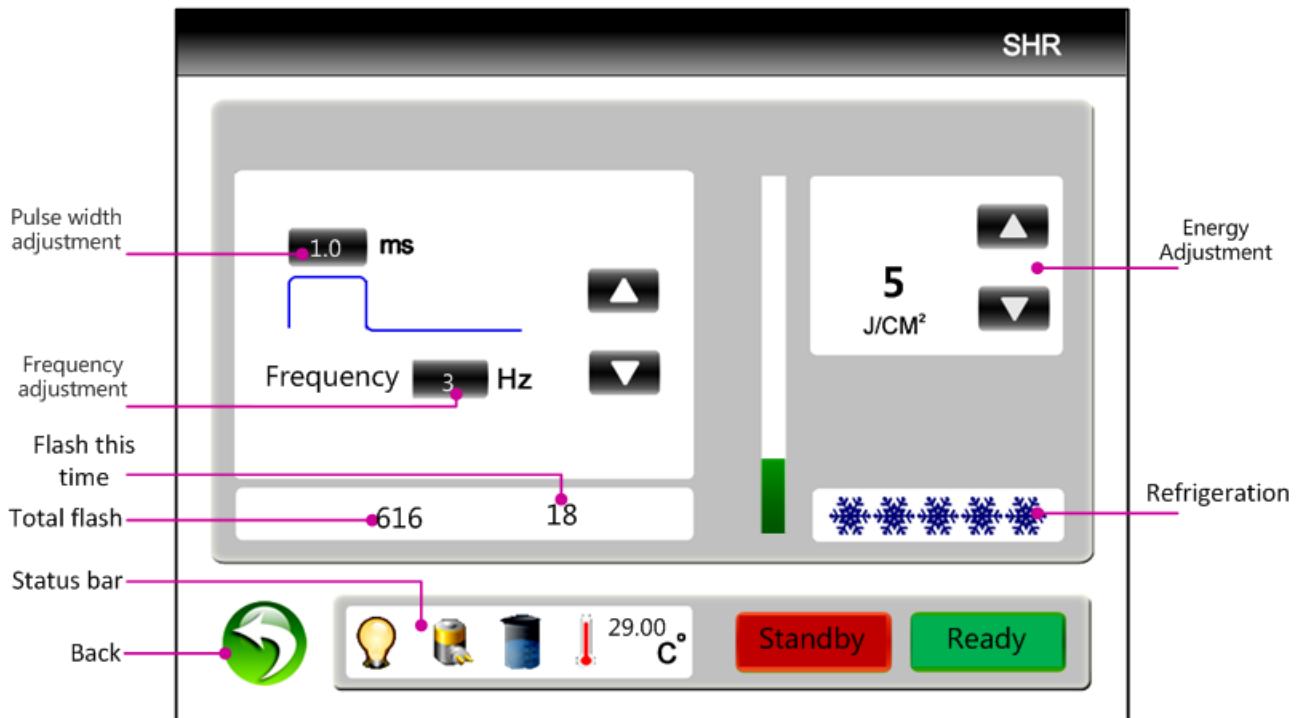 SHR
Pulse width
adjustment
1.0 ms
Energy
Adjustment
5
J/CM²
Frequency
adjustment
Frequency 3 Hz
Flash this
time
Total flash
616 18
Refrigeration
Status bar
29.00
C°
Standby
Ready
Back